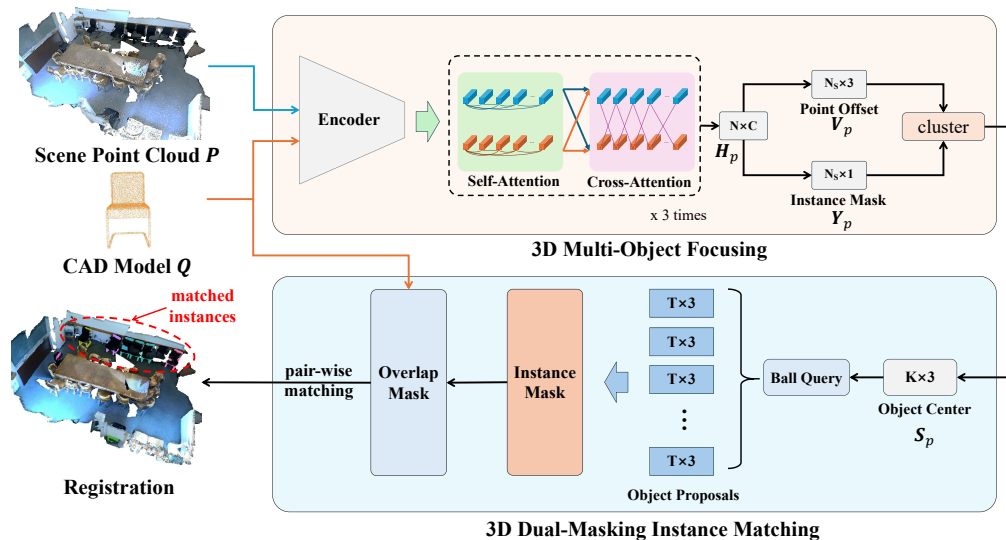 Scene Point Cloud P
CAD Model Q
Encoder
Self-Attention
Cross-Attention
x 3 times
N×C
H_p
N_S×3
Point Offset
V_p
N_S×1
Instance Mask
Y_p
cluster
3D Multi-Object Focusing
matched
instances
Registration
pair-wise
matching
Overlap
Mask
Instance
Mask
T×3
T×3
T×3
T×3
Object Proposals
Ball Query
K×3
Object Center
S_p
3D Dual-Masking Instance Matching